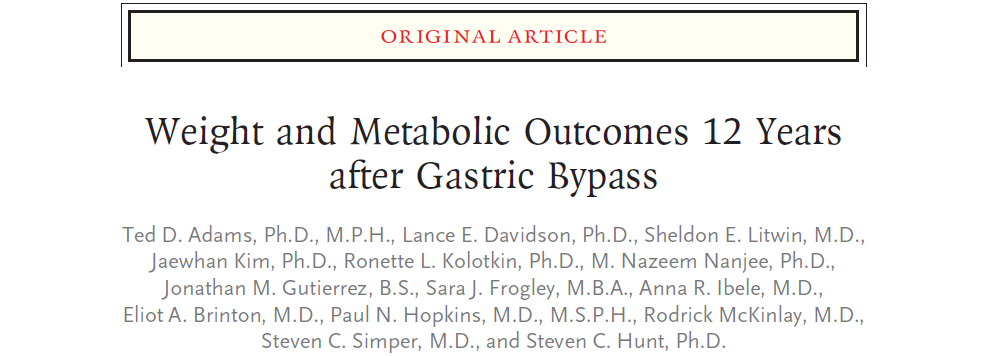 ORIGINAL ARTICLE
Weight and Metabolic Outcomes 12 Years
after Gastric Bypass
Ted D. Adams, Ph.D., M.P.H., Lance E. Davidson, Ph.D., Sheldon E. Litwin, M.D.,
Jaewhan Kim, Ph.D., Ronette L. Kolotkin, Ph.D., M. Nazeem Nanjee, Ph.D.,
Jonathan M. Gutierrez, B.S., Sara J. Frogley, M.B.A., Anna R. Ibele, M.D.,
Eliot A. Brinton, M.D., Paul N. Hopkins, M.D., M.S.P.H., Rodrick McKinlay, M.D.,
Steven C. Simper, M.D., and Steven C. Hunt, Ph.D.